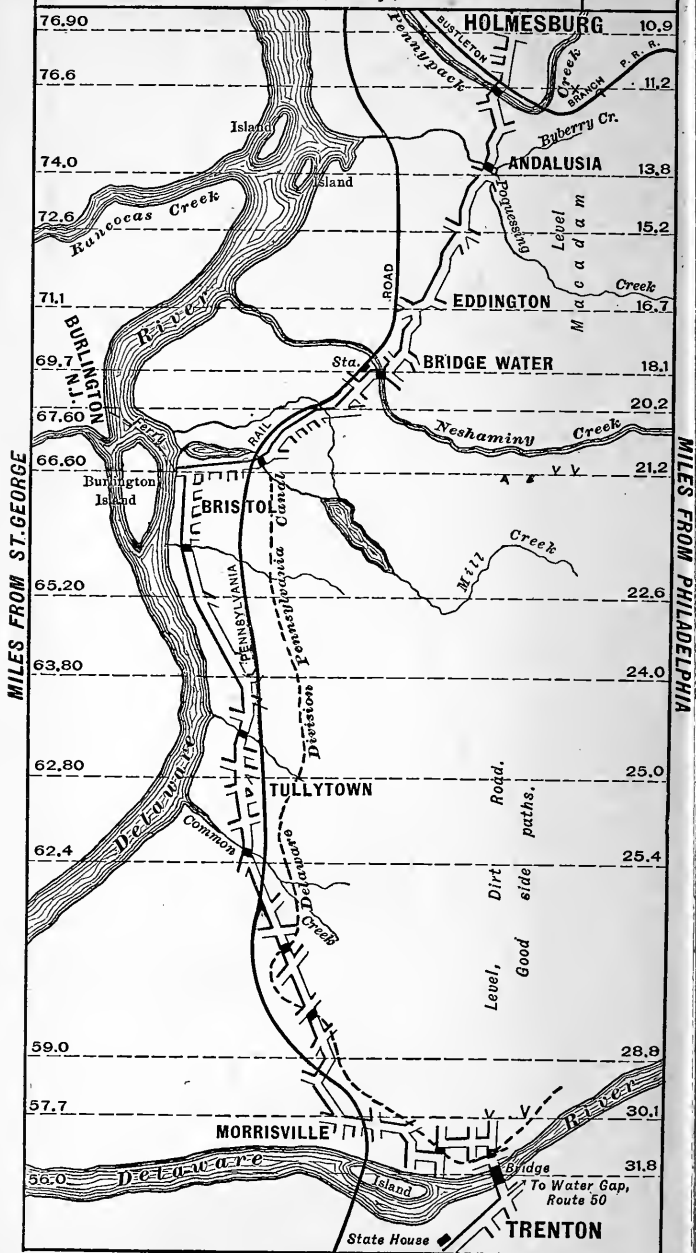 76.90
HOLMESBURG
10.9
BUSTLETON
Pennypack
Creek
P. R. R.
BRANCH
76.6
11.2
Island
Byberry Cr.
74.0
ANDALUSIA
13.8
Island
Rancocas Creek
Poquessing
Level
Macadam
72.6
15.2
ROAD
Creek
71.1
EDDINGTON
16.7
River
BURLINGTON
N.J.
Sta.
BRIDGE WATER
69.7
18.1
20.2
67.60
Ferry
RAIL
Neshaminy Creek
MILES FROM ST. GEORGE
MILES FROM PHILADELPHIA
66.60
21.2
Burlington
Island
BRISTOL
Mill Creek
65.20
22.6
PENNSYLVANIA
63.80
24.0
Delaware Division Pennsylvania Canal
62.80
25.0
TULLYTOWN
Delaware
Common
Creek
62.4
25.4
Level, Dirt Road.
Good side paths.
59.0
28.8
57.7
30.1
MORRISVILLE
River
Delaware
Bridge
56.0
31.8
Island
To Water Gap,
Route 50
State House
TRENTON